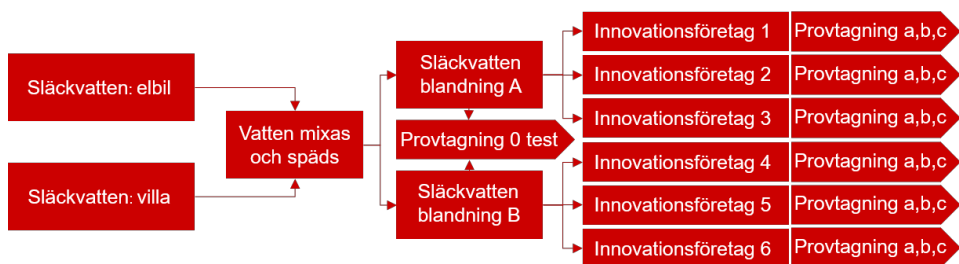 Släckvatten: elbil
Släckvatten: villa
Vatten mixas
och späds
Släckvatten
blandning A
Provtagning 0 test
Släckvatten
blandning B
Innovationsföretag 1
Provtagning a,b,c
Innovationsföretag 2
Provtagning a,b,c
Innovationsföretag 3
Provtagning a,b,c
Innovationsföretag 4
Provtagning a,b,c
Innovationsföretag 5
Provtagning a,b,c
Innovationsföretag 6
Provtagning a,b,c